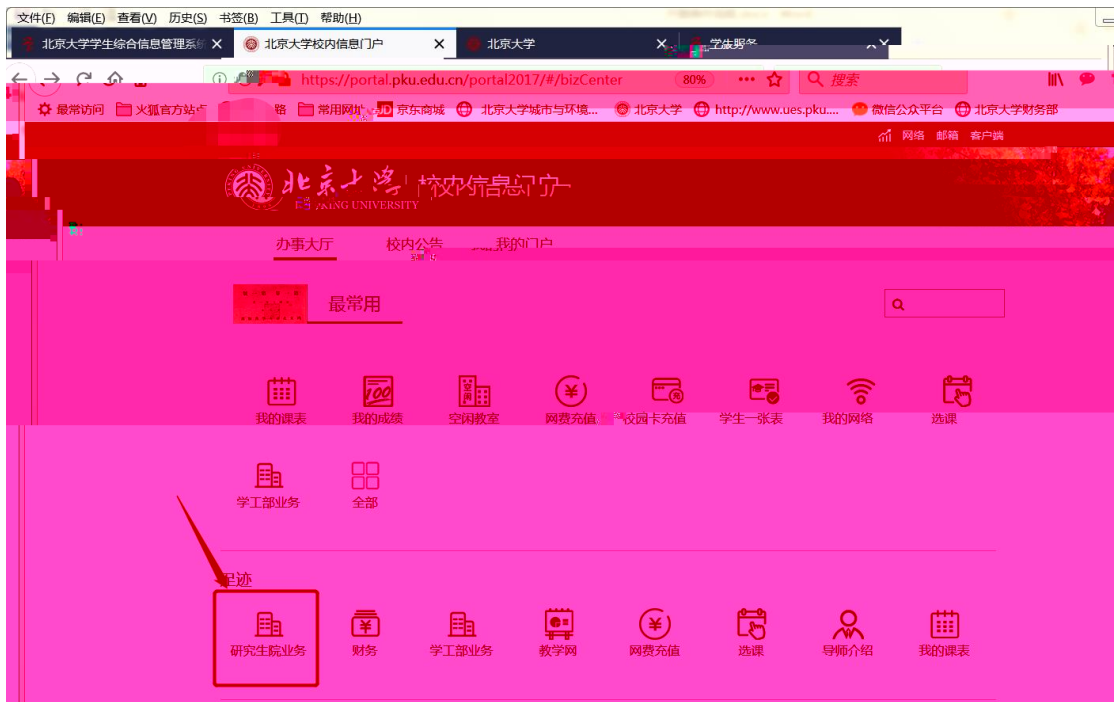 文件(F) 编辑(E) 查看(V) 历史(S) 书签(B) 工具(T) 帮助(H)
北京大学学生综合信息管理系统 北京大学校内信息门户 北京大学
https://portal.pku.edu.cn/portal2017/#/bizCenter 80% 搜索
最常访问 火狐官方站点 常用网址 京东商城 北京大学城市与环境... 北京大学 http://www.ues.pku.... 微信公众平台 北京大学财务部
网络 邮箱 客户端
北京大学 校内信息门户
PEKING UNIVERSITY
办事大厅 校内公告 我的门户
最常用
我的课表 我的成绩 空闲教室 网费充值 校园卡充值 学生一张表 我的网络 选课
学工部业务 全部
足迹
研究生院业务 财务 学工部业务 教学网 网费充值 选课 导师介绍 我的课表